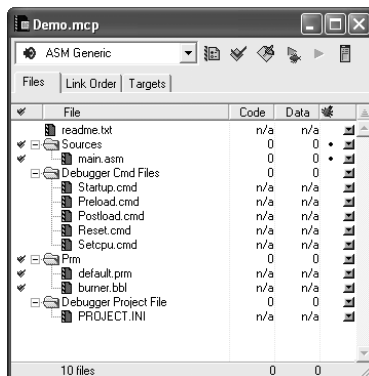 Demo.mcp
ASM Generic
Files Link Order Targets
File Code Data
readme.txt n/a n/a
Sources 0 0
main.asm 0 0
Debugger Cmd Files 0 0
Startup.cmd n/a n/a
Preload.cmd n/a n/a
Postload.cmd n/a n/a
Reset.cmd n/a n/a
Setcpu.cmd n/a n/a
Prm 0 0
default.prm n/a n/a
burner.bbl n/a n/a
Debugger Project File 0 0
PROJECT.INI n/a n/a
10 files 0 0